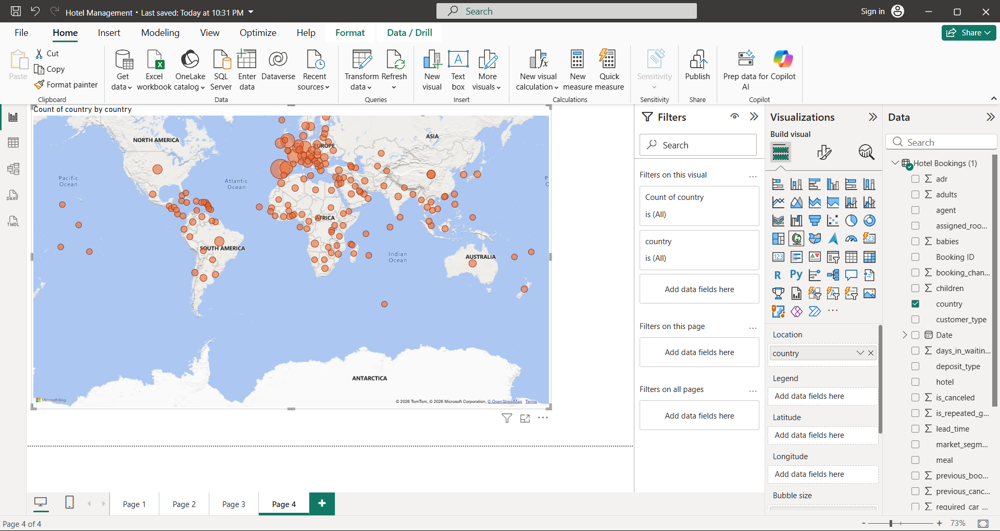 Hotel Management • Last saved: Today at 10:31 PM
Search
Sign in
File
Home
Insert
Modeling
View
Optimize
Help
Format
Data / Drill
Share
Paste
Cut
Copy
Format painter
Clipboard
Get data
Excel workbook
OneLake catalog
SQL Server
Enter data
Dataverse
Recent sources
Data
Transform data
Refresh
Queries
New visual
Text box
More visuals
Insert
New visual calculation
New measure
Quick measure
Calculations
Sensitivity
Sensitivity
Publish
Share
Prep data for AI
Copilot
Copilot
DAX
TMDL
Count of country by country
NORTH AMERICA
EUROPE
ASIA
Pacific Ocean
Atlantic Ocean
P
C
AFRICA
SOUTH AMERICA
Indian Ocean
AUSTRALIA
ANTARCTICA
Microsoft Bing
© 2026 TomTom, © 2026 Microsoft Corporation, © OpenStreetMap Terms
Filters
Search
Filters on this visual
Count of country
is (All)
country
is (All)
Add data fields here
Filters on this page
Add data fields here
Filters on all pages
Add data fields here
Visualizations
Build visual
123
123
R
Py
Location
country
Legend
Add data fields here
Latitude
Add data fields here
Longitude
Add data fields here
Bubble size
Data
Search
Hotel Bookings (1)
adr
adults
agent
assigned_roo...
babies
Booking ID
booking_chan...
children
country
customer_type
Date
days_in_waitin...
deposit_type
hotel
is_canceled
is_repeated_g...
lead_time
market_segm...
meal
previous_boo...
previous_canc...
required_car_...
Page 1
Page 2
Page 3
Page 4
Page 4 of 4
- + 73%